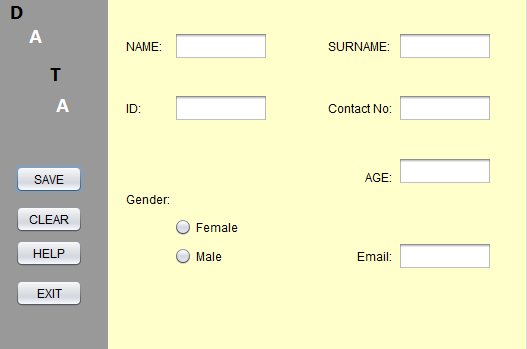 D
A
T
A
SAVE
CLEAR
HELP
EXIT
NAME:
SURNAME:
ID:
Contact No:
AGE:
Gender:
Female
Male
Email: